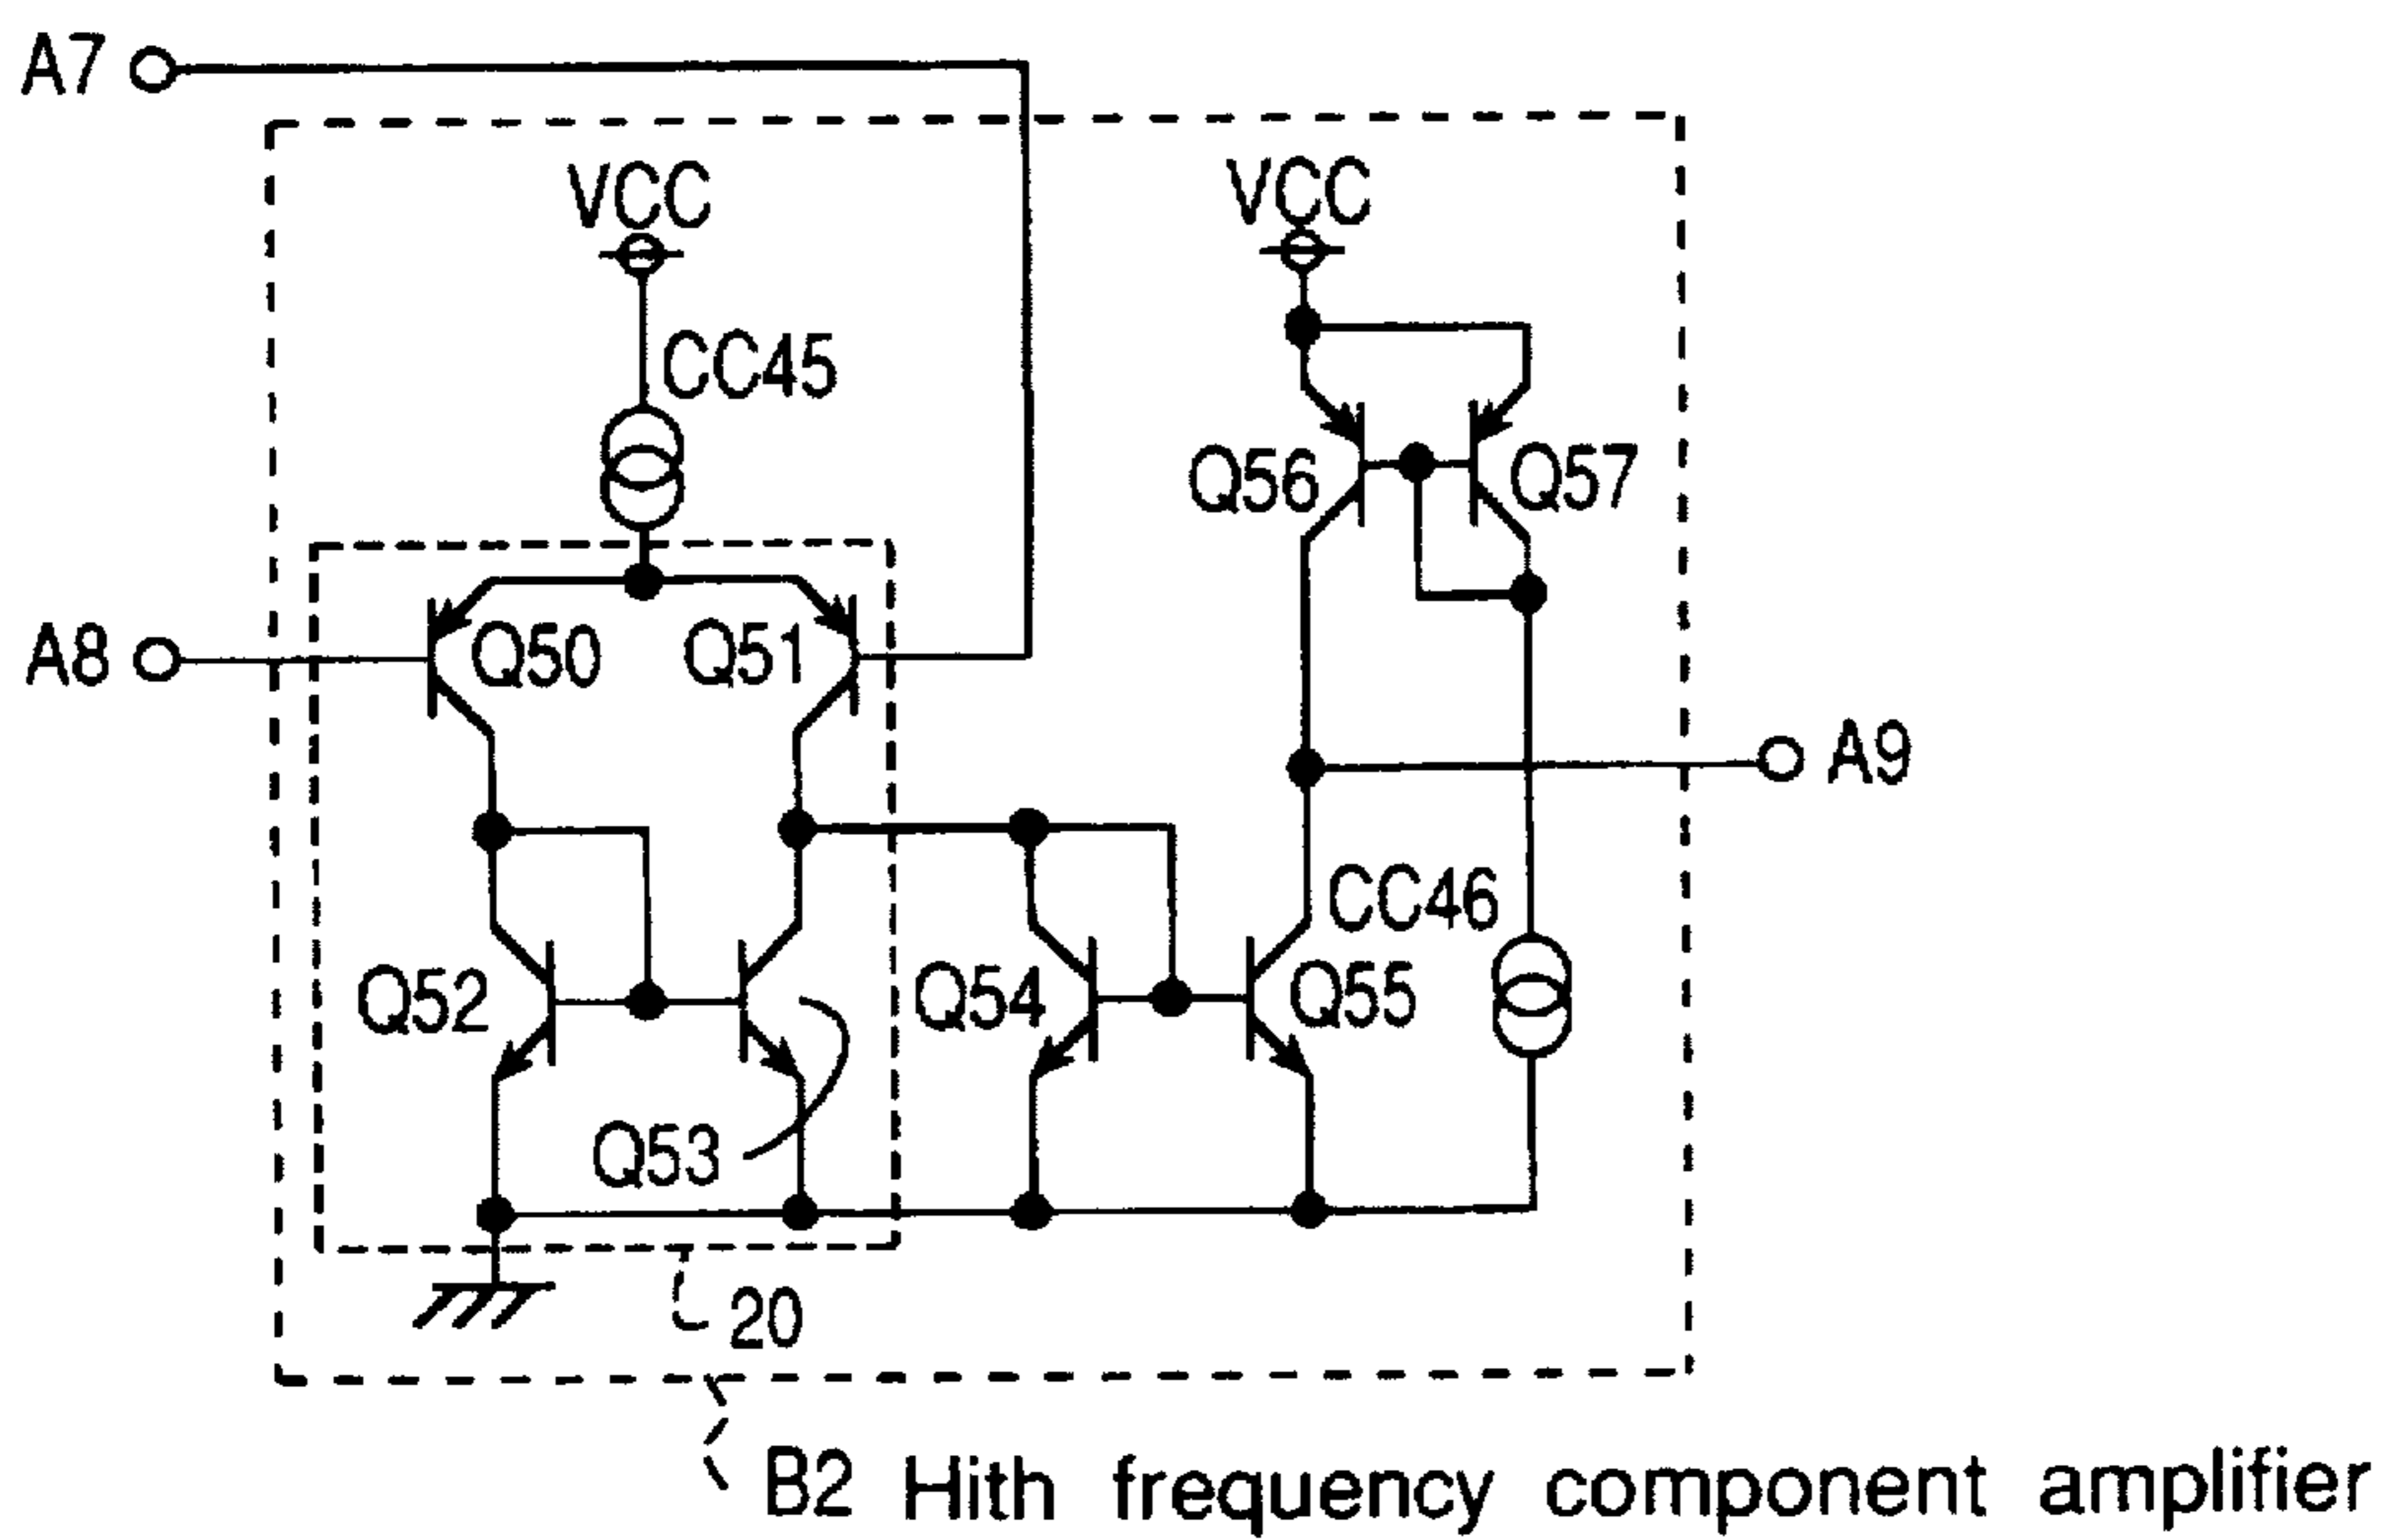 A7
VCC
VCC
CC45
Q56
Q57
A8
Q50
Q51
A9
CC46
Q52
Q54
Q55
Q53
20
B2 Hith frequency component amplifier